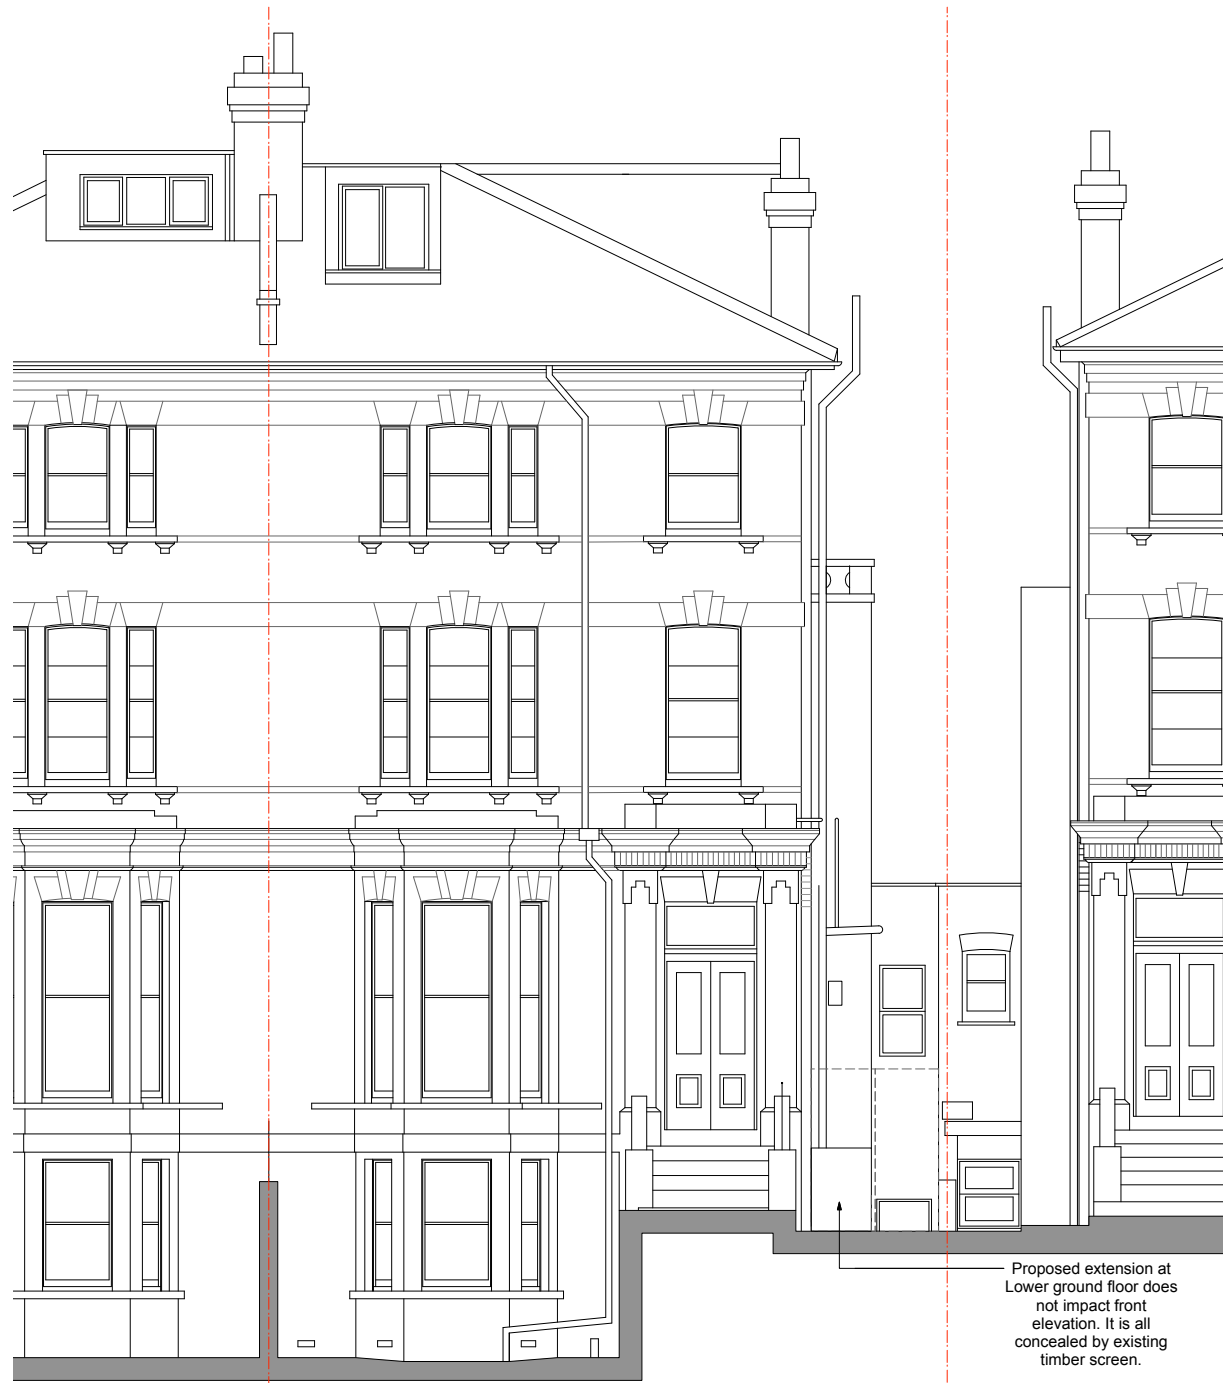 Proposed extension at
Lower ground floor does
not impact front
elevation. It is all
concealed by existing
timber screen.